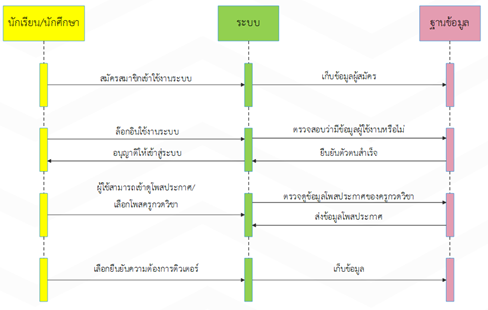 นักเรียน/นักศึกษา
ระบบ
ฐานข้อมูล
สมัครสมาชิกเข้าใช้งานระบบ
เก็บข้อมูลผู้สมัคร
ล็อกอินใช้งานระบบ
ตรวจสอบว่ามีข้อมูลผู้ใช้งานหรือไม่
อนุญาติให้เข้าสู่ระบบ
ยืนยันตัวตนสำเร็จ
ผู้ใช้สามารถเข้าดูโพสประกาศ/
เลือกโพสครูกวดวิชา
ตรวจดูข้อมูลโพสประกาศของครูกวดวิชา
ส่งข้อมูลโพสประกาศ
เลือกยืนยันความต้องการติวเตอร์
เก็บข้อมูล